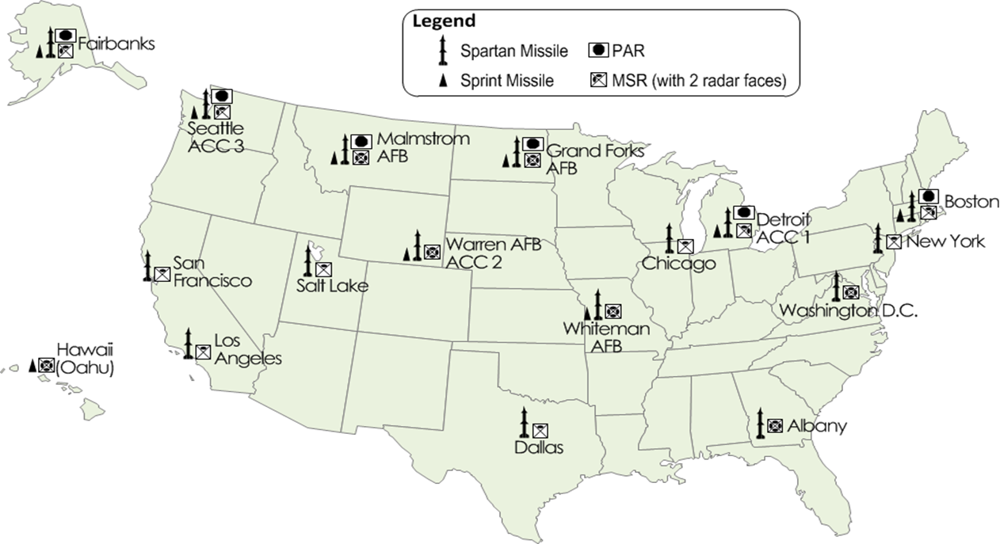 Legend
Spartan Missile
PAR
Sprint Missile
MSR (with 2 radar faces)
Fairbanks
Seattle
ACC 3
Malmstrom
AFB
Grand Forks
AFB
Boston
Detroit
ACC 1
New York
Warren AFB
ACC 2
Chicago
San
Francisco
Salt Lake
Washington D.C.
Whiteman
AFB
Los
Angeles
Hawaii
(Oahu)
Albany
Dallas